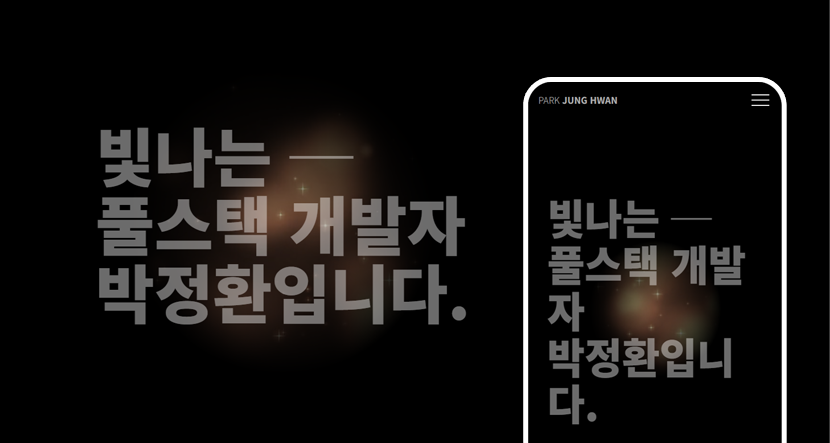 빛나는 —
풀스택 개발자
박정환입니다.
PARK JUNG HWAN
빛나는 —
풀스택 개발
자
박정환입니
다.